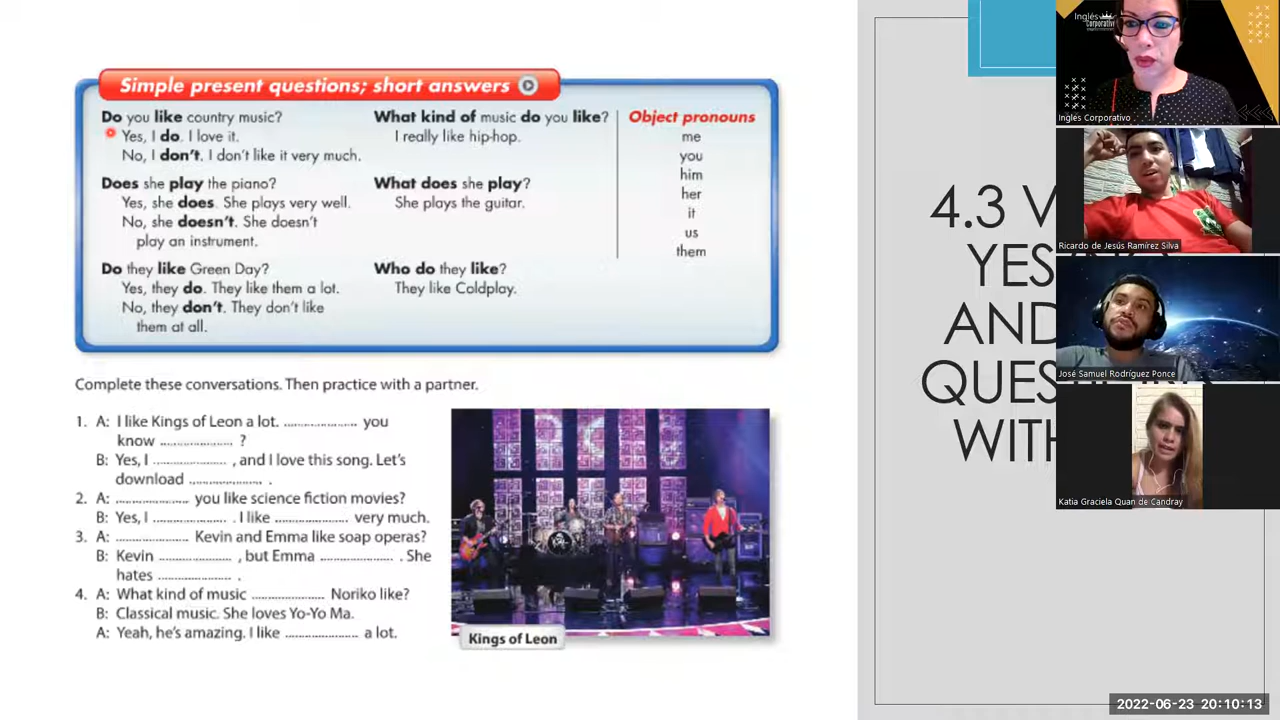 Simple present questions; short answers
Do you like country music?
Yes, I do. I love it.
No, I don't. I don't like it very much.
Does she play the piano?
Yes, she does. She plays very well.
No, she doesn't. She doesn't
play an instrument.
Do they like Green Day?
Yes, they do. They like them a lot.
No, they don't. They don't like
them at all.
What kind of music do you like?
I really like hip-hop.
What does she play?
She plays the guitar.
Who do they like?
They like Coldplay.
Object pronouns
me
you
him
her
it
us
them
Complete these conversations. Then practice with a partner.
1. A: I like Kings of Leon a lot. .................. you
know .................. ?
B: Yes, I .................. , and I love this song. Let's
download .................. .
2. A: .................. you like science fiction movies?
B: Yes, I .................. . I like .................. very much.
3. A: .................. Kevin and Emma like soap operas?
B: Kevin .................. , but Emma .................. . She
hates .................. .
4. A: What kind of music .................. Noriko like?
B: Classical music. She loves Yo-Yo Ma.
A: Yeah, he's amazing. I like .................. a lot.
Kings of Leon
4.3
YES
AND
QUES
WITH
Inglés
Corporativo
Inglés Corporativo
Ricardo de Jesús Ramírez Silva
José Samuel Rodríguez Ponce
Katia Graciela Quan de Candray
2022-06-23 20:10:13